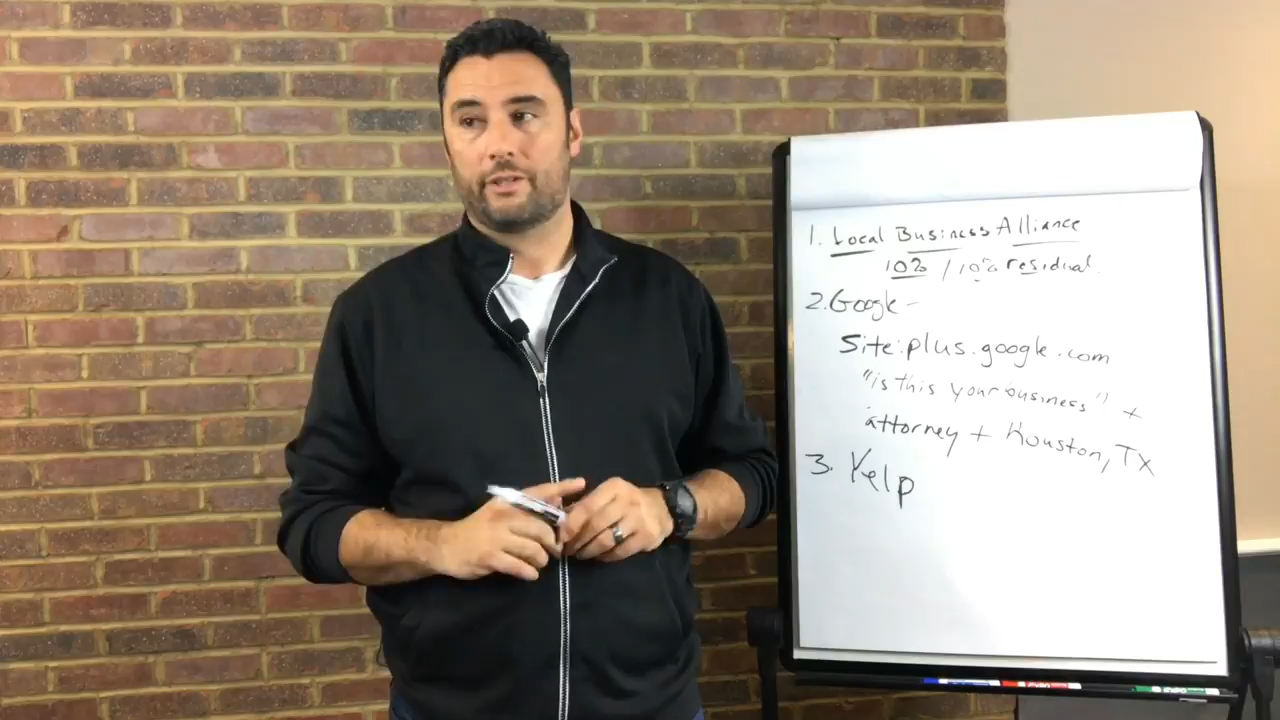 1. Local Business Alliance
10% / 10% residual.
2. Google -
Site:plus.google.com
"is this your business" +
attorney + Houston, TX
3. Yelp